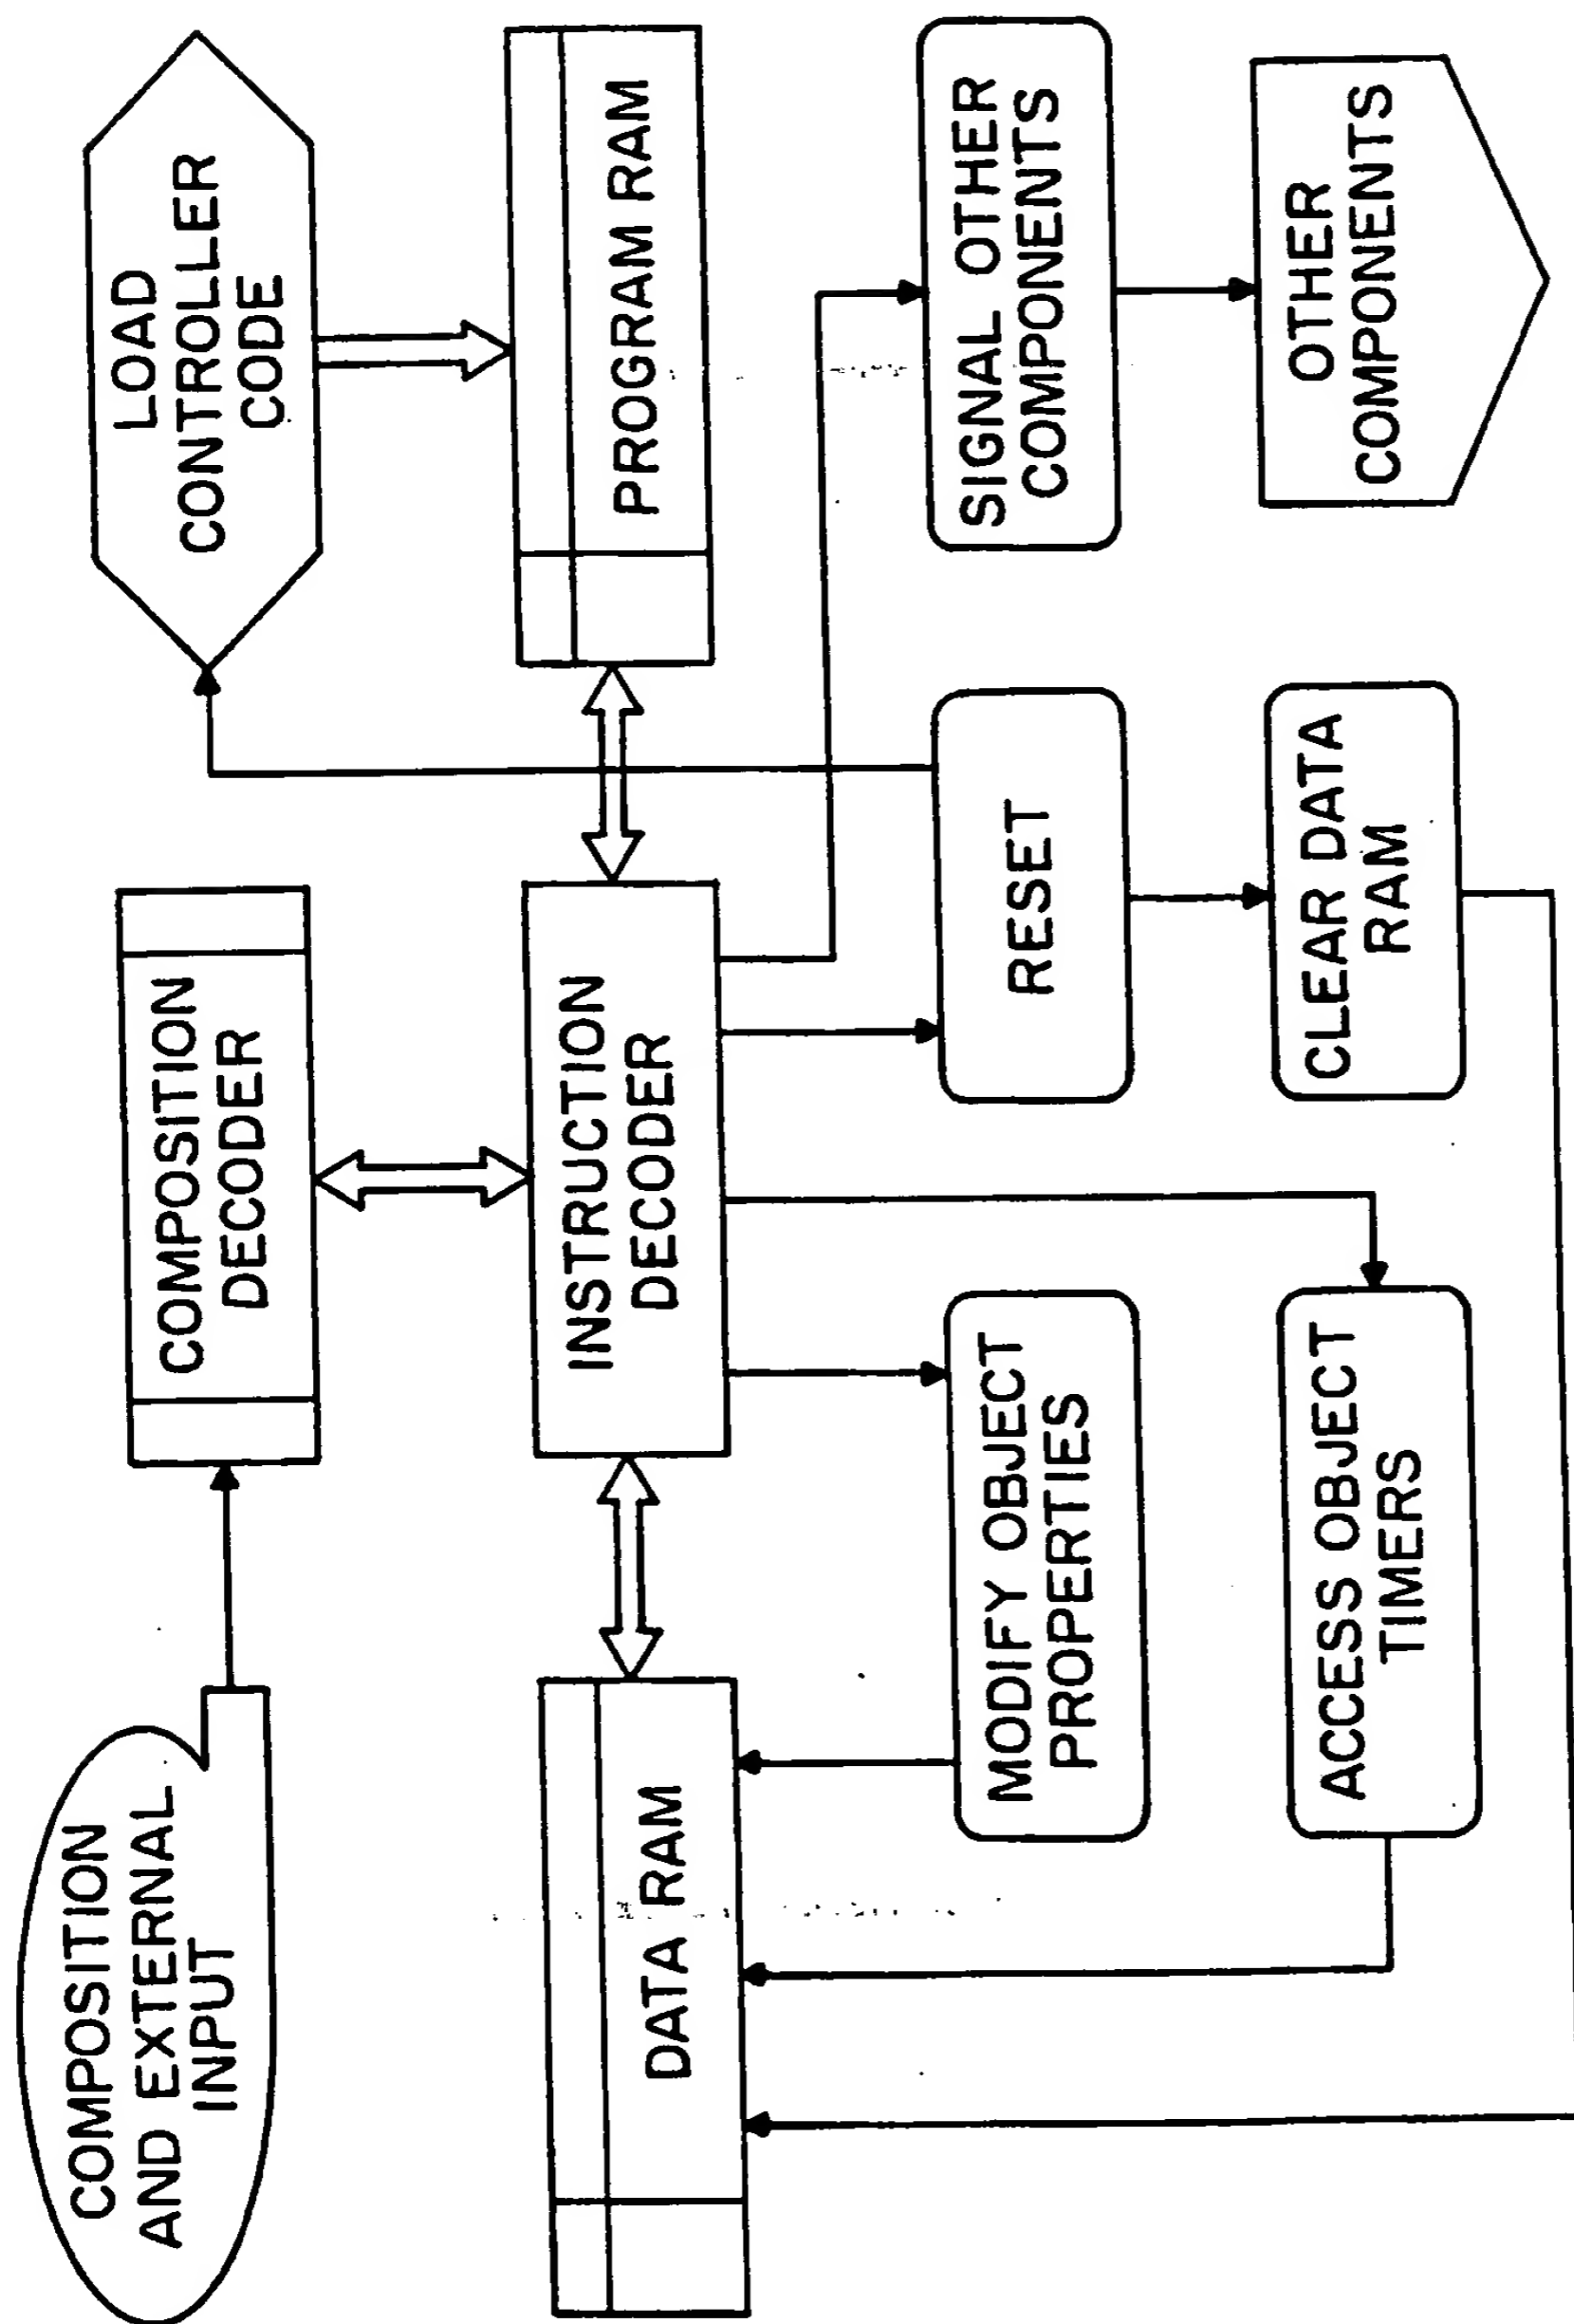 COMPOSITION
AND EXTERNAL
INPUT
COMPOSITION
DECODER
LOAD
CONTROLLER
CODE
DATA RAM
INSTRUCTION
DECODER
PROGRAM RAM
MODIFY OBJECT
PROPERTIES
RESET
SIGNAL OTHER
COMPONENTS
ACCESS OBJECT
TIMERS
CLEAR DATA
RAM
OTHER
COMPONENTS